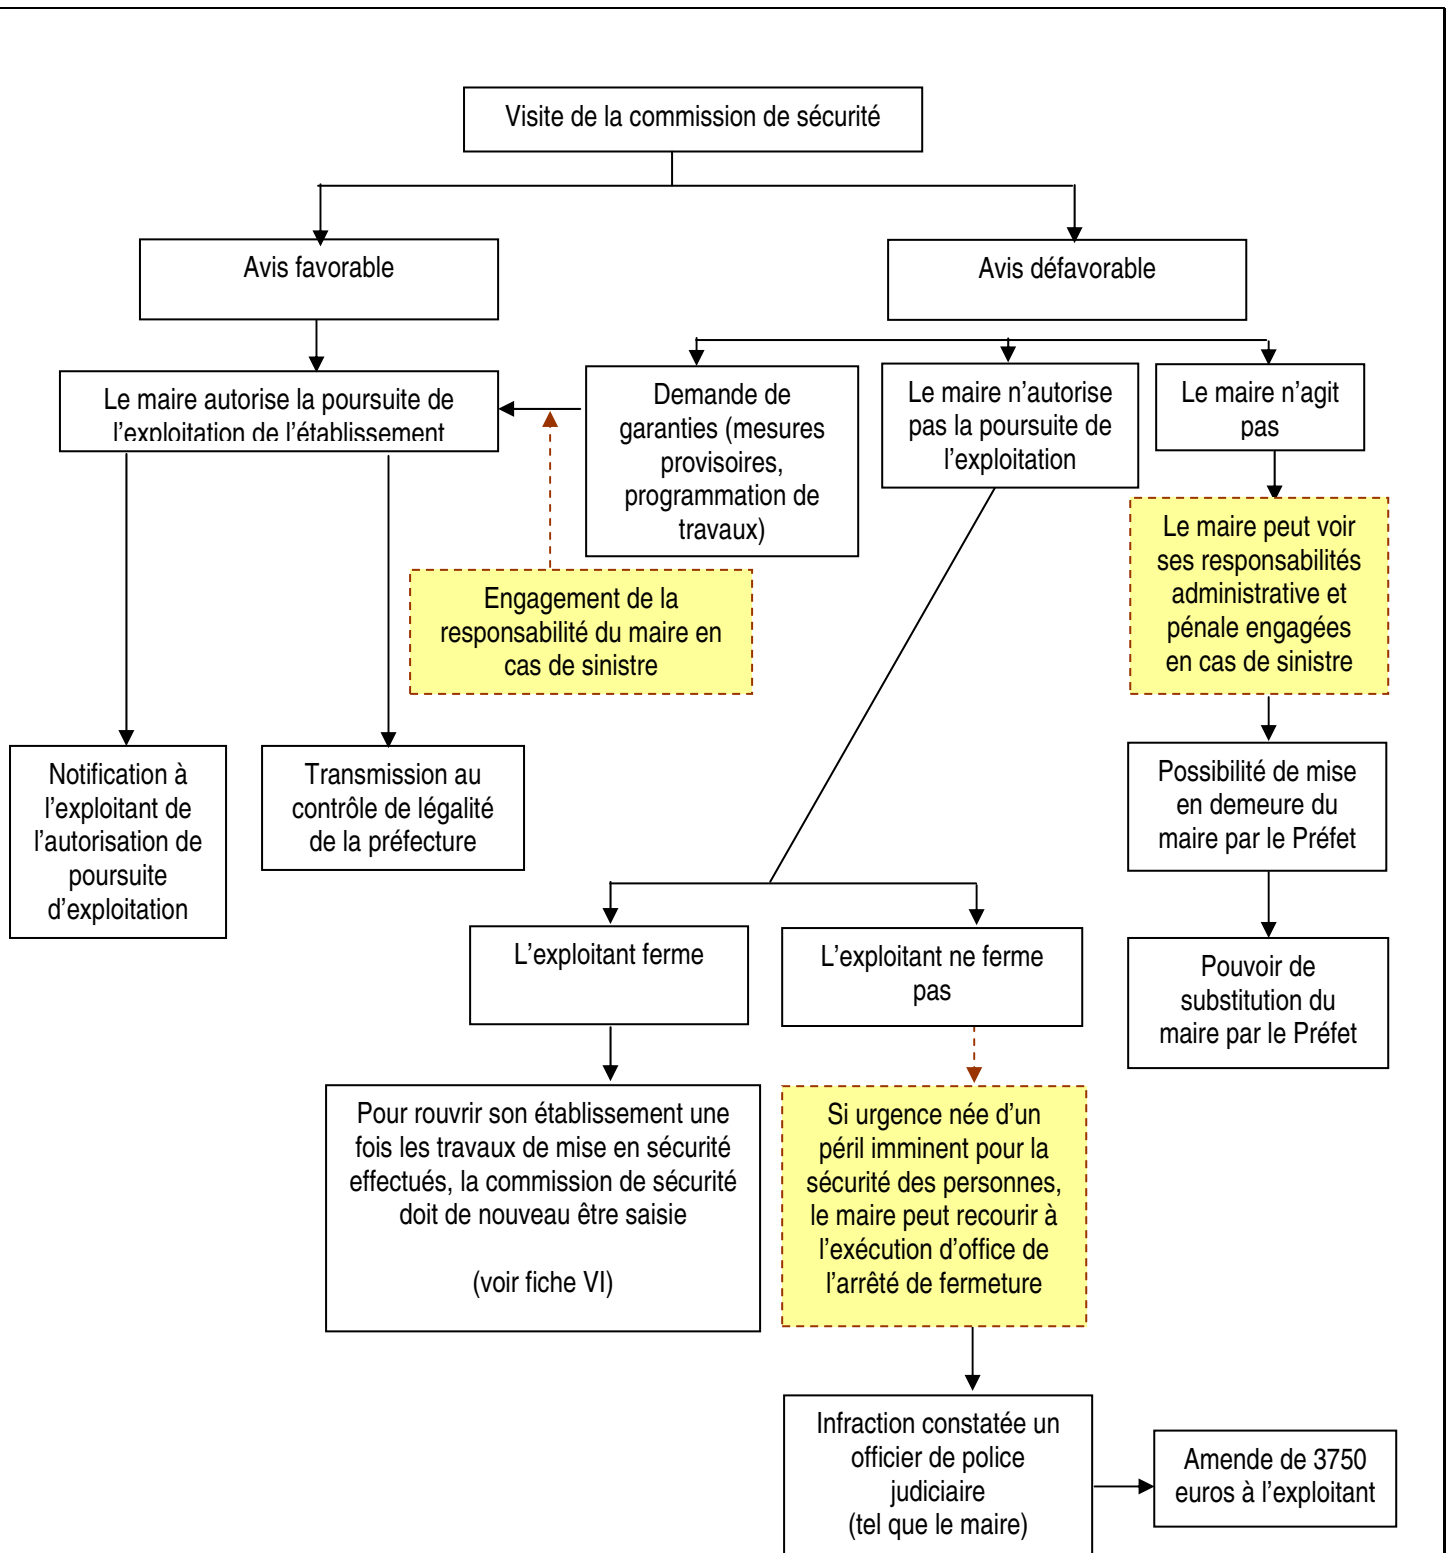 Visite de la commission de sécurité
Avis favorable
Avis défavorable
Le maire autorise la poursuite de
l’exploitation de l’établissement
Demande de
garanties (mesures
provisoires,
programmation de
travaux)
Le maire n’autorise
pas la poursuite de
l’exploitation
Le maire n’agit
pas
Engagement de la
responsabilité du maire en
cas de sinistre
Le maire peut voir
ses responsabilités
administrative et
pénale engagées
en cas de sinistre
Notification à
l’exploitant de
l’autorisation de
poursuite
d’exploitation
Transmission au
contrôle de légalité
de la préfecture
Possibilité de mise
en demeure du
maire par le Préfet
L’exploitant ferme
L’exploitant ne ferme
pas
Pouvoir de
substitution du
maire par le Préfet
Pour rouvrir son établissement une
fois les travaux de mise en sécurité
effectués, la commission de sécurité
doit de nouveau être saisie
(voir fiche VI)
Si urgence née d’un
péril imminent pour la
sécurité des personnes,
le maire peut recourir à
l’exécution d’office de
l’arrêté de fermeture
Infraction constatée un
officier de police
judiciaire
(tel que le maire)
Amende de 3750
euros à l’exploitant